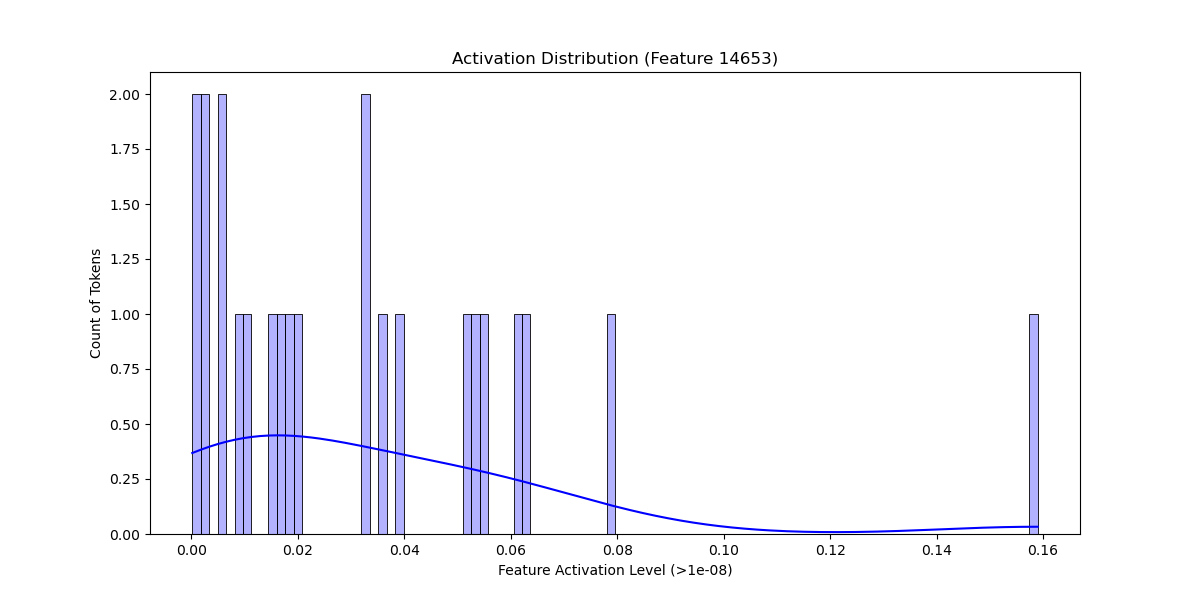 Activation Distribution (Feature 14653)
Count of Tokens
2.00
1.75
1.50
1.25
1.00
0.75
0.50
0.25
0.00
0.00 0.02 0.04 0.06 0.08 0.10 0.12 0.14 0.16
Feature Activation Level (>1e-08)